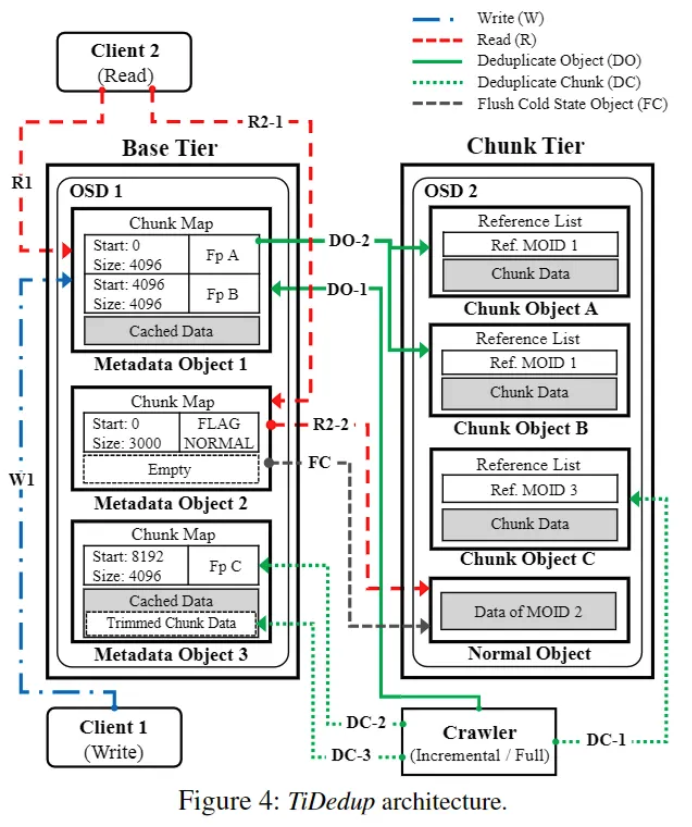 Client 2
(Read)
Write (W)
Read (R)
Deduplicate Object (DO)
Deduplicate Chunk (DC)
Flush Cold State Object (FC)
R2-1
R1
Base Tier
Chunk Tier
OSD 1
Chunk Map
Start: 0
Size: 4096
Fp A
Start: 4096
Size: 4096
Fp B
Cached Data
Metadata Object 1
DO-2
DO-1
Chunk Map
Start: 0
Size: 3000
FLAG
NORMAL
Empty
Metadata Object 2
R2-2
FC
W1
Chunk Map
Start: 8192
Size: 4096
Fp C
Cached Data
Trimmed Chunk Data
Metadata Object 3
OSD 2
Reference List
Ref. MOID 1
Chunk Data
Chunk Object A
Reference List
Ref. MOID 1
Chunk Data
Chunk Object B
Reference List
Ref. MOID 3
Chunk Data
Chunk Object C
Data of MOID 2
Normal Object
Client 1
(Write)
DC-2
DC-3
Crawler
(Incremental / Full)
DC-1
Figure 4: TiDedup architecture.